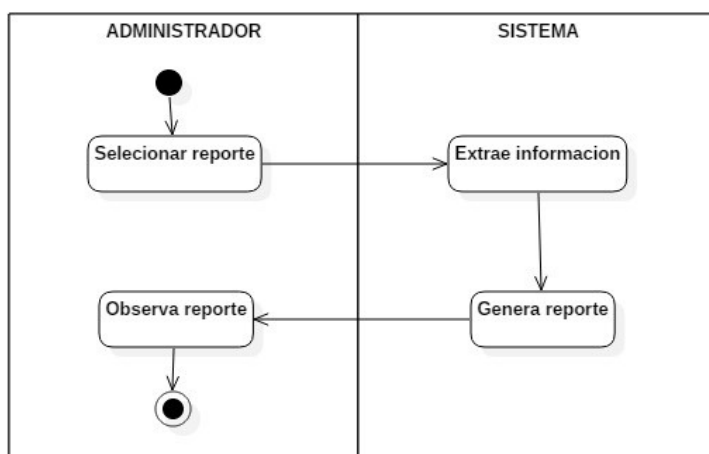 ADMINISTRADOR
SISTEMA
Selecionar reporte
Extrae informacion
Observa reporte
Genera reporte